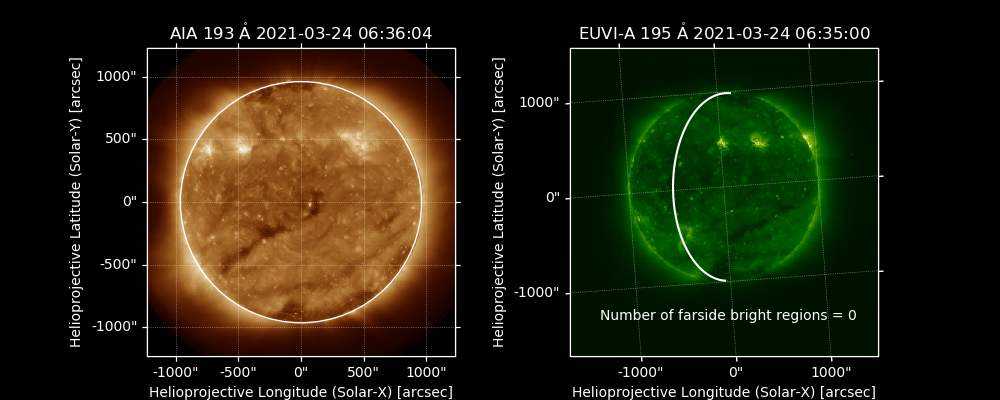 AIA 193 Å 2021-03-24 06:36:04
Helioprojective Latitude (Solar-Y) [arcsec]
1000"
500"
0"
-500"
-1000"
-1000" -500" 0" 500" 1000"
Helioprojective Longitude (Solar-X) [arcsec]
EUVI-A 195 Å 2021-03-24 06:35:00
Helioprojective Latitude (Solar-Y) [arcsec]
1000"
0"
-1000"
Number of farside bright regions = 0
-1000" 0" 1000"
Helioprojective Longitude (Solar-X) [arcsec]